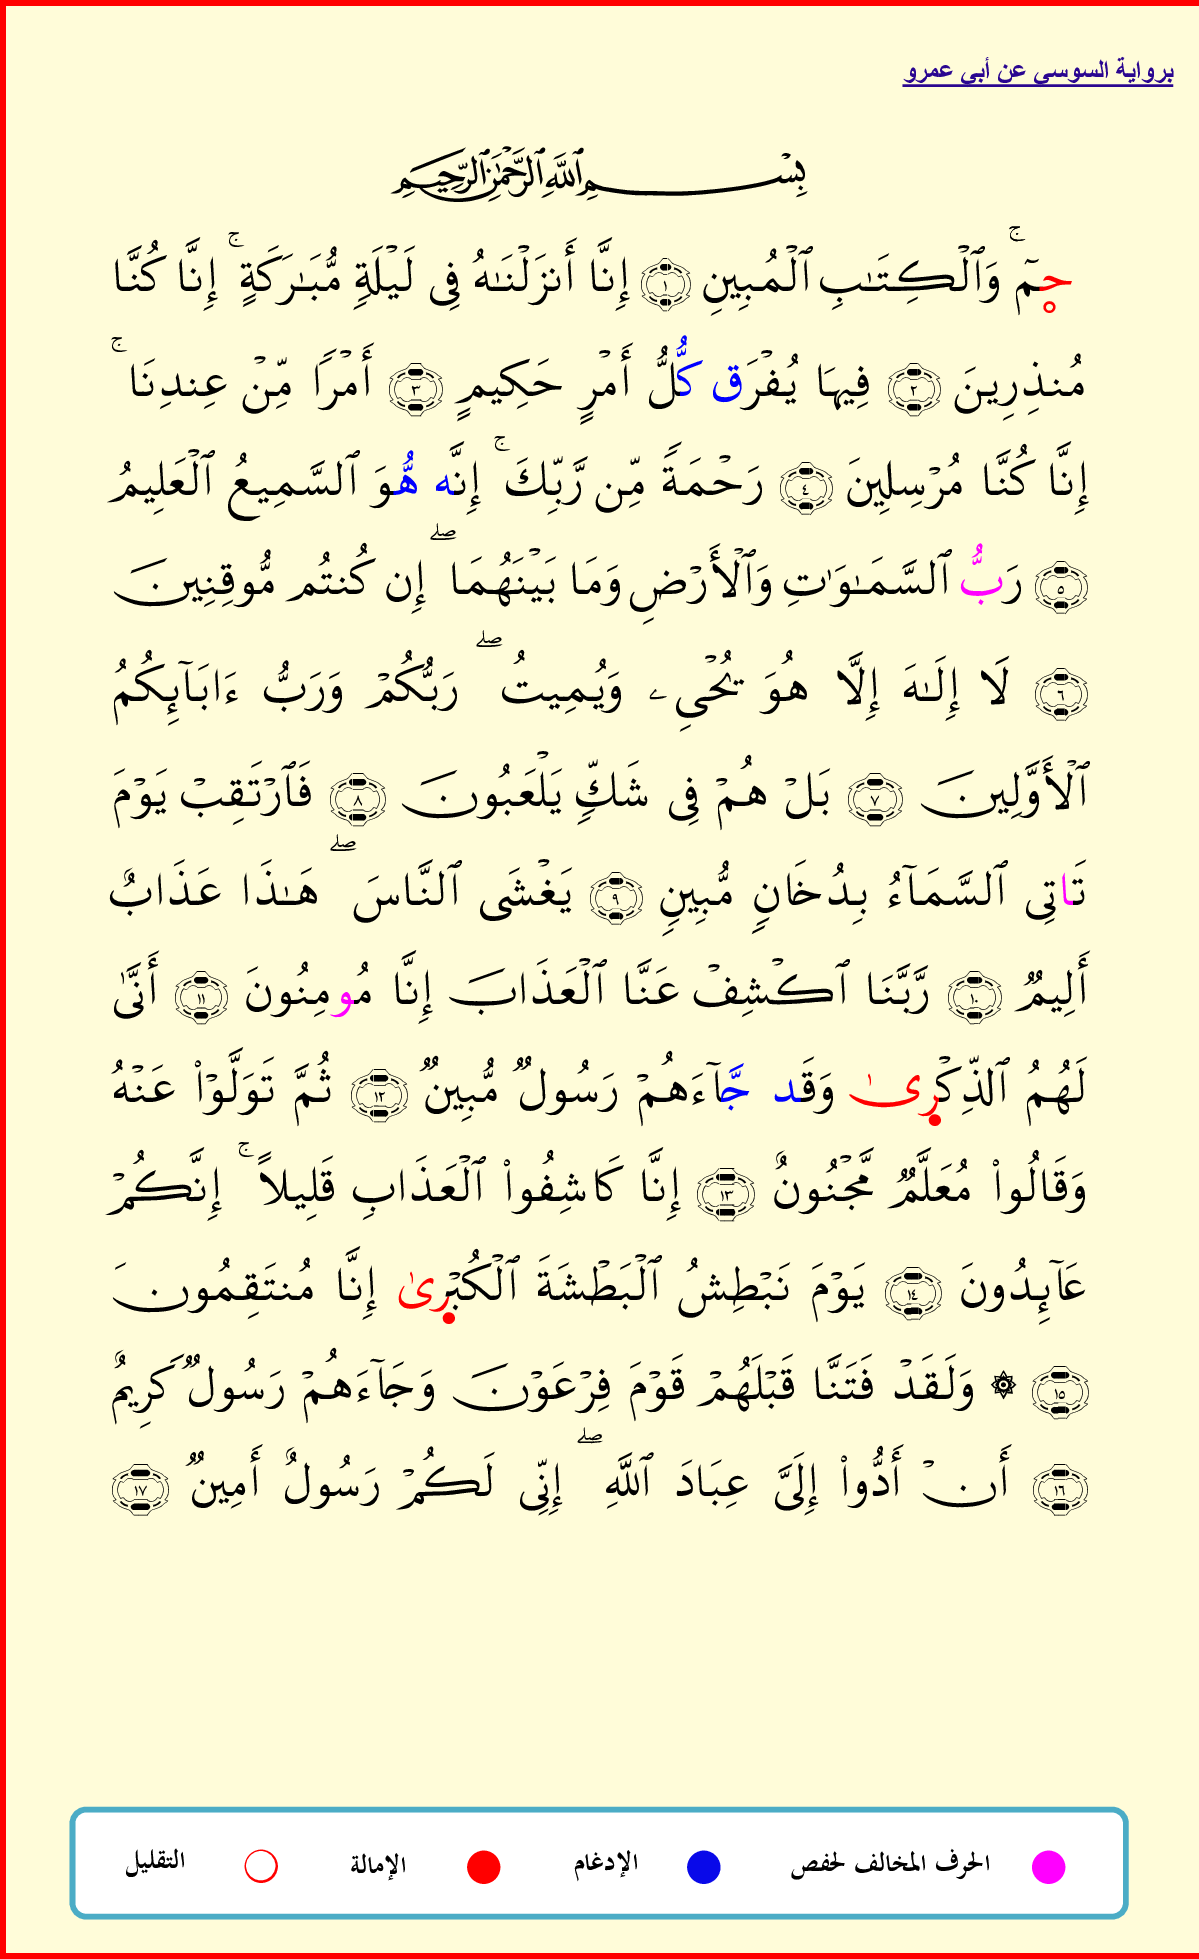 برواية السوسي عن أبي عمرو
بِسْمِ ٱللَّهِ ٱلرَّحْمَٰنِ ٱلرَّحِيمِ
حمٓ ۚ وَٱلْكِتَٰبِ ٱلْمُبِينِ ١ إِنَّا أَنزَلْنَٰهُ فِى لَيْلَةٍ مُّبَٰرَكَةٍ ۚ إِنَّا كُنَّا
مُنذِرِينَ ٢ فِيهَا يُفْرَق كُّلُّ أَمْرٍ حَكِيمٍ ٣ أَمْرًا مِّنْ عِندِنَا ۚ
إِنَّا كُنَّا مُرْسِلِينَ ٤ رَحْمَةً مِّن رَّبِّكَ ۚ إِنَّه هُّوَ ٱلسَّمِيعُ ٱلْعَلِيمُ
٥ رَبُّ ٱلسَّمَٰوَٰتِ وَٱلْأَرْضِ وَمَا بَيْنَهُمَا ۖ إِن كُنتُم مُّوقِنِينَ
٦ لَا إِلَٰهَ إِلَّا هُوَ يُحْىِۦ وَيُمِيتُ ۖ رَبُّكُمْ وَرَبُّ ءَابَآئِكُمُ
ٱلْأَوَّلِينَ ٧ بَلْ هُمْ فِى شَكٍّ يَلْعَبُونَ ٨ فَٱرْتَقِبْ يَوْمَ
تَاتِى ٱلسَّمَآءُ بِدُخَانٍ مُّبِينٍ ٩ يَغْشَى ٱلنَّاسَ ۖ هَٰذَا عَذَابٌ
أَلِيمٌ ١٠ رَّبَّنَا ٱكْشِفْ عَنَّا ٱلْعَذَابَ إِنَّا مُومِنُونَ ١١ أَنَّىٰ
لَهُمُ ٱلذِّكْرِىٰ وَقَد جَّآءَهُمْ رَسُولٌ مُّبِينٌ ١٢ ثُمَّ تَوَلَّوْا۟ عَنْهُ
وَقَالُوا۟ مُعَلَّمٌ مَّجْنُونٌ ١٣ إِنَّا كَاشِفُوا۟ ٱلْعَذَابِ قَلِيلًا ۚ إِنَّكُمْ
عَآئِدُونَ ١٤ يَوْمَ نَبْطِشُ ٱلْبَطْشَةَ ٱلْكُبْرِىٰ إِنَّا مُنتَقِمُونَ
١٥ ۞ وَلَقَدْ فَتَنَّا قَبْلَهُمْ قَوْمَ فِرْعَوْنَ وَجَآءَهُمْ رَسُولٌ كَرِيمٌ
١٦ أَنْ أَدُّوا۟ إِلَىَّ عِبَادَ ٱللَّهِ ۖ إِنِّى لَكُمْ رَسُولٌ أَمِينٌ ١٧
الحرف المخالف لحفص الإدغام الإمالة التقليل